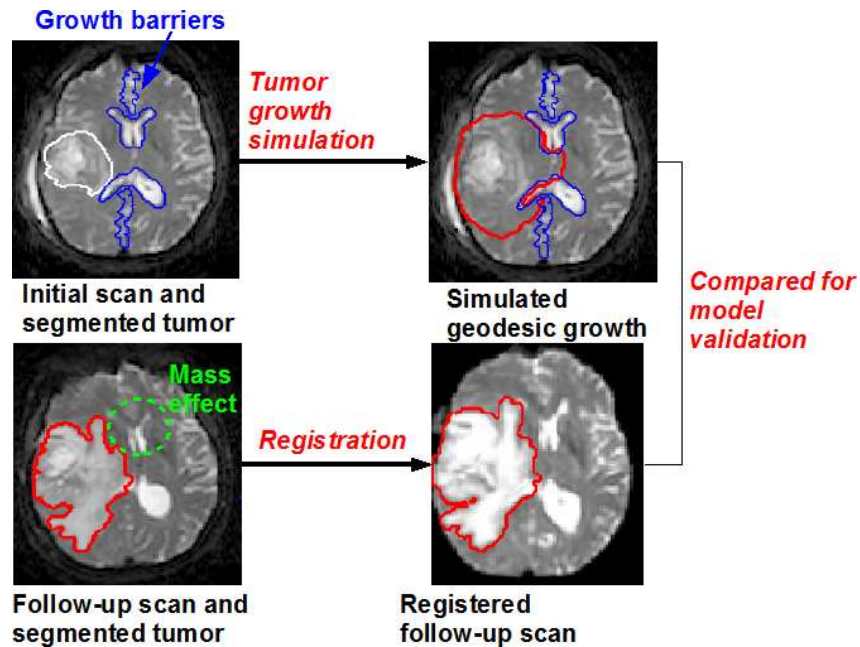 Growth barriers
Tumor
growth
simulation
Initial scan and
segmented tumor
Simulated
geodesic growth
Compared for
model
validation
Mass
effect
Registration
Follow-up scan and
segmented tumor
Registered
follow-up scan